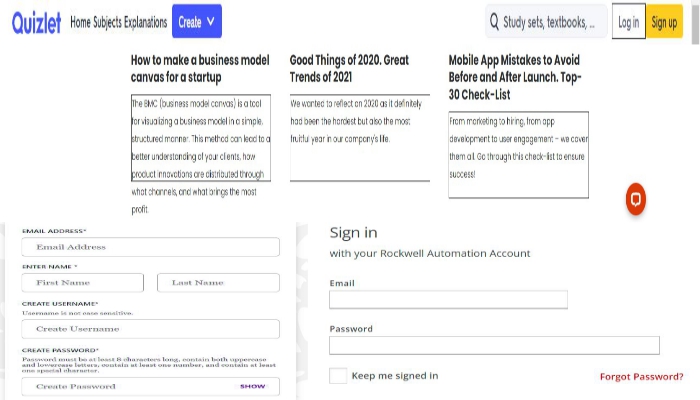 Quizlet Home Subjects Explanations Create Study sets, textbooks, ... Log in Sign up
How to make a business model
canvas for a startup
The BMC (business model canvas) is a tool
for visualizing a business model in a simple,
structured manner. This method can lead to a
better understanding of your clients, how
product innovations are distributed through
what channels, and what brings the most
profit.
Good Things of 2020. Great
Trends of 2021
We wanted to reflect on 2020 as it definitely
had been the hardest but also the most
fruitful year in our company's life.
Mobile App Mistakes to Avoid
Before and After Launch. Top-
30 Check-List
From marketing to hiring, from app
development to user engagement – we cover
them all. Go through this check-list to ensure
success!
EMAIL ADDRESS*
Email Address
ENTER NAME *
First Name Last Name
CREATE USERNAME*
Username is not case sensitive.
Create Username
CREATE PASSWORD*
Password must be at least 8 characters long, contain both uppercase
and lowercase letters, contain at least one number, and contain at least
one special character.
Create Password SHOW
Sign in
with your Rockwell Automation Account
Email
Password
Keep me signed in Forgot Password?